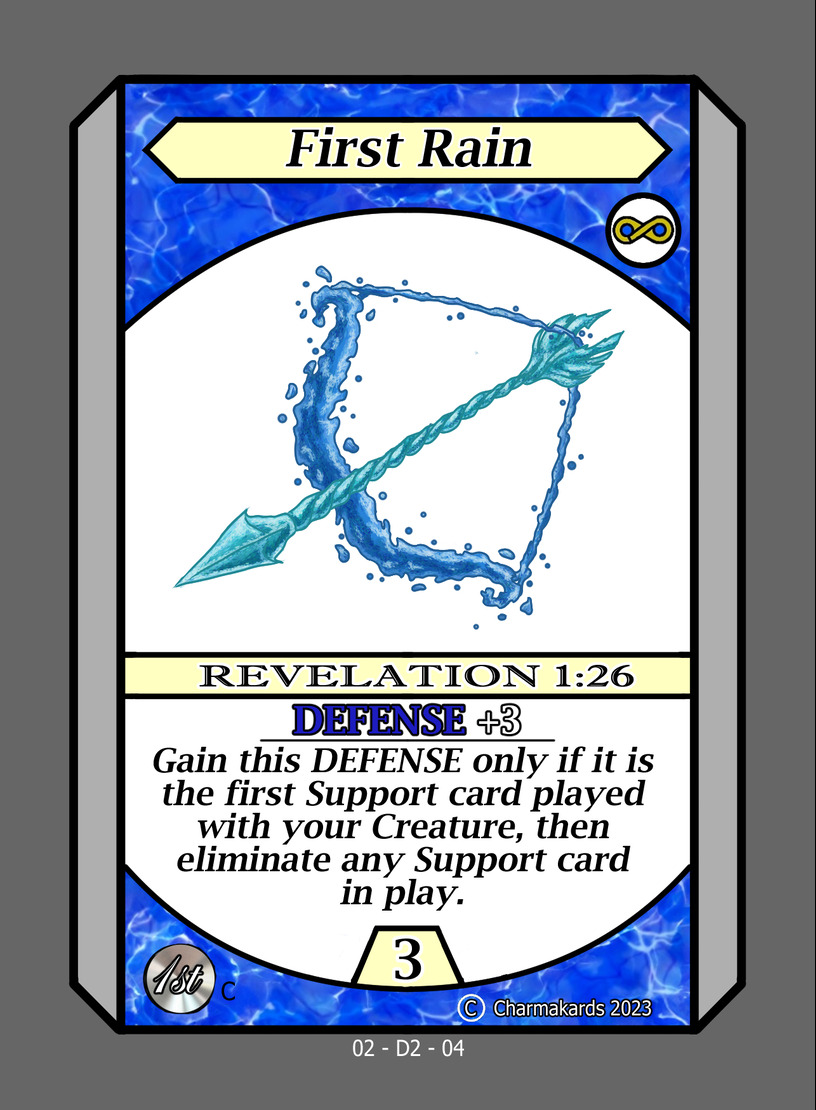 First Rain
REVELATION 1:26
DEFENSE +3
Gain this DEFENSE only if it is
the first Support card played
with your Creature, then
eliminate any Support card
in play.
3
1st C
© Charmakards 2023
02 - D2 - 04